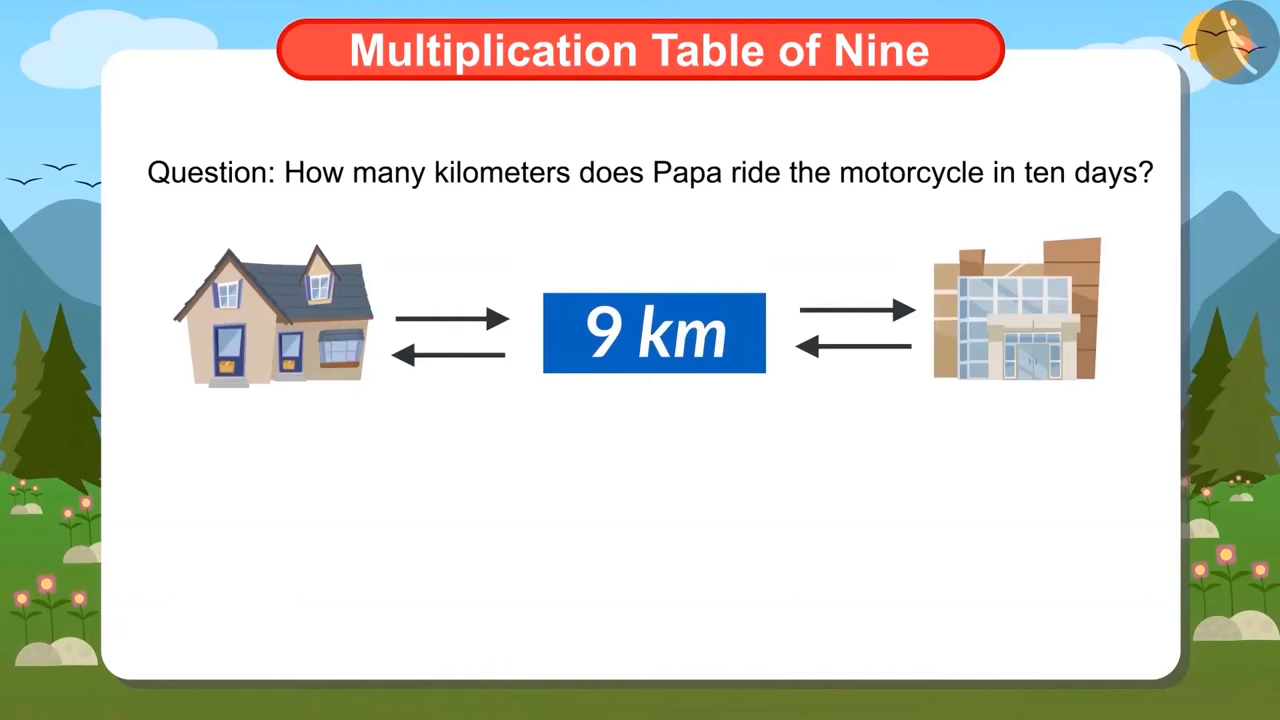 Multiplication Table of Nine
Question: How many kilometers does Papa ride the motorcycle in ten days?
9 km